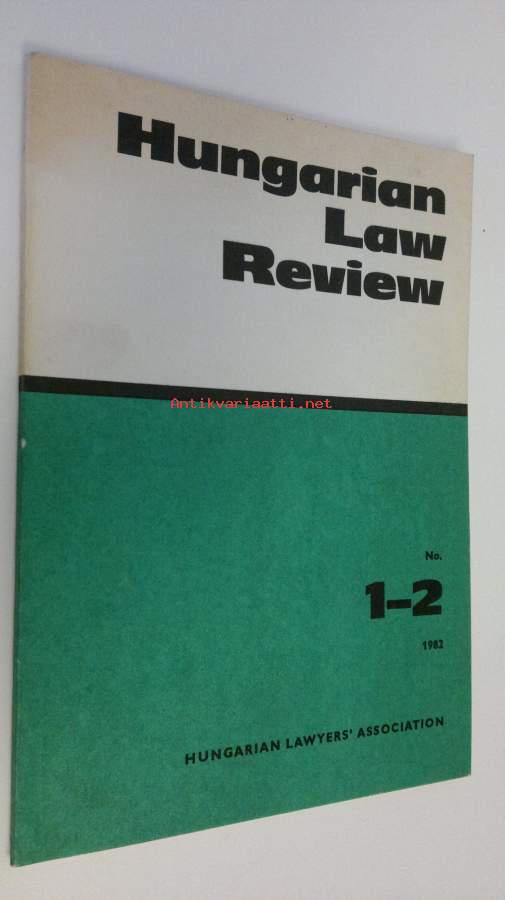 Hungarian
Law
Review
Antikvariaatti.net
No.
1–2
1982
HUNGARIAN LAWYERS' ASSOCIATION